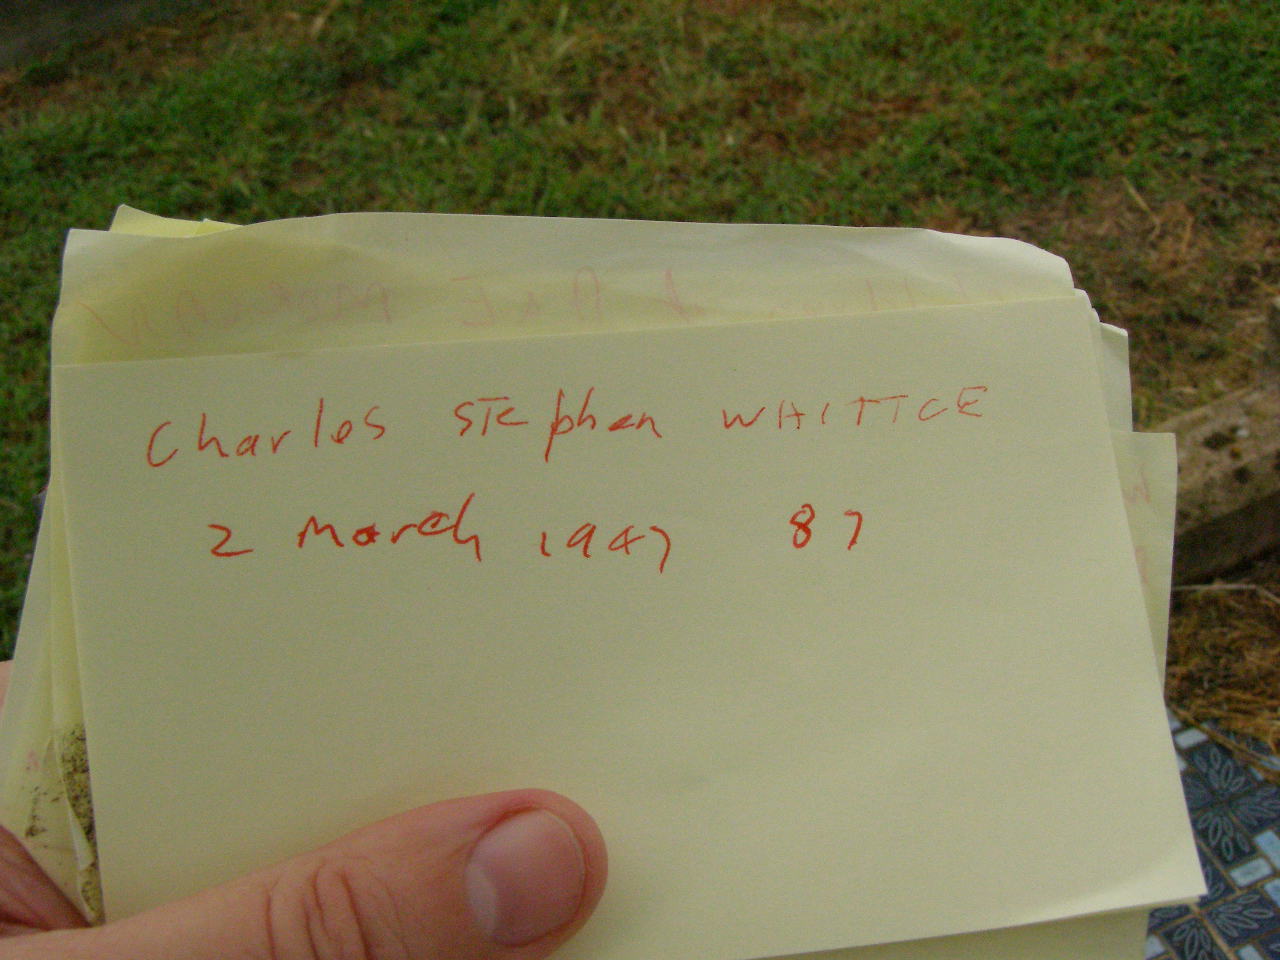 Charles Stephen WHITTCE
2 March 1947 87